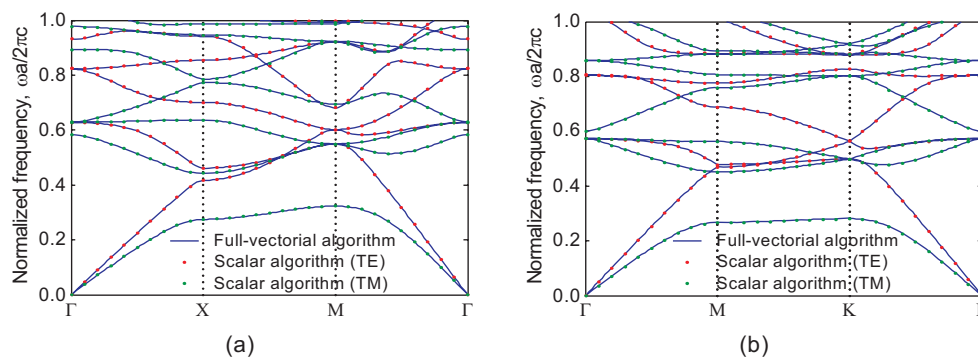 Normalized frequency, ωa/2πc
1.0
0.8
0.6
0.4
0.2
0.0
Full-vectorial algorithm
Scalar algorithm (TE)
Scalar algorithm (TM)
Γ X M Γ
(a)
Normalized frequency, ωa/2πc
1.0
0.8
0.6
0.4
0.2
0.0
Full-vectorial algorithm
Scalar algorithm (TE)
Scalar algorithm (TM)
Γ M K
(b)